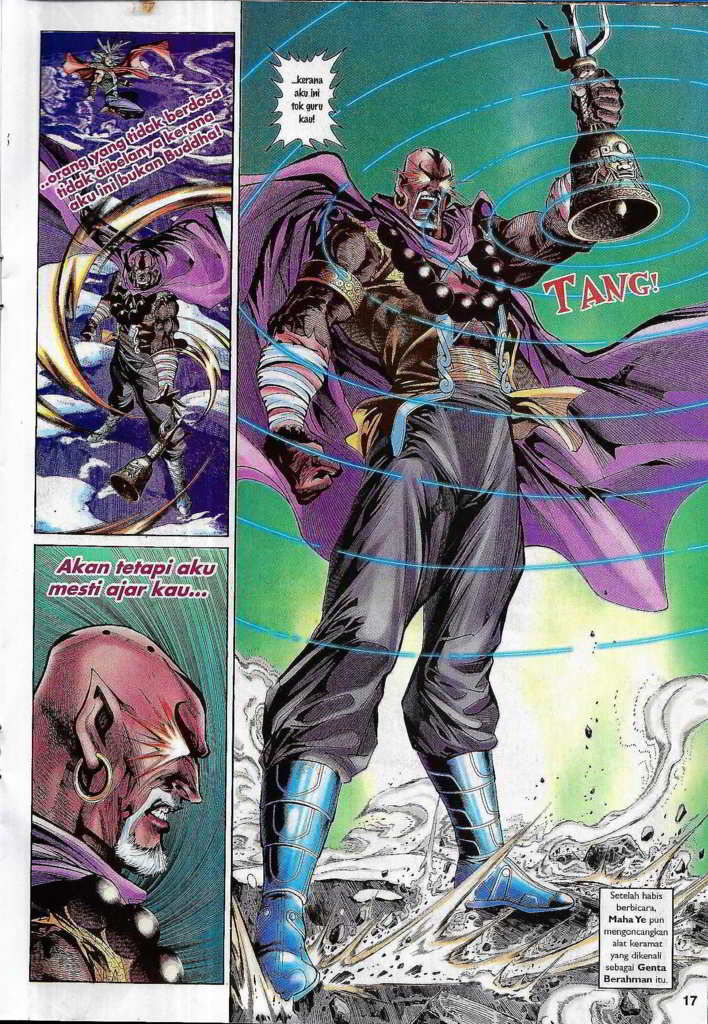 ..orang yang tidak berdosa
tidak dibelanya kerana
aku ini bukan Buddha!
Akan tetapi aku
mesti ajar kau...
...kerana
aku ini
tok guru
kau!
TANG!
Setelah habis
berbicara,
Maha Ye pun
mengoncangkan
alat keramat
yang dikenali
sebagai Genta
Berahman itu.
17